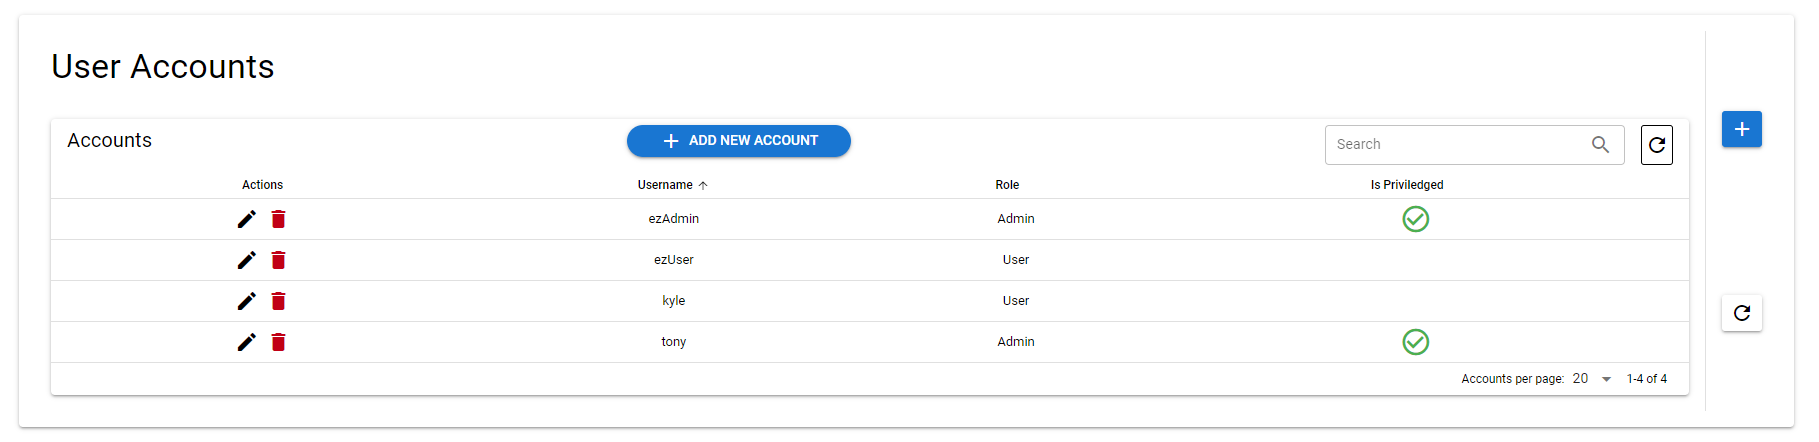 User Accounts
Accounts
ADD NEW ACCOUNT
Search
Actions Username Role Is Priviledged
ezAdmin Admin
ezUser User
kyle User
tony Admin
Accounts per page: 20 1-4 of 4